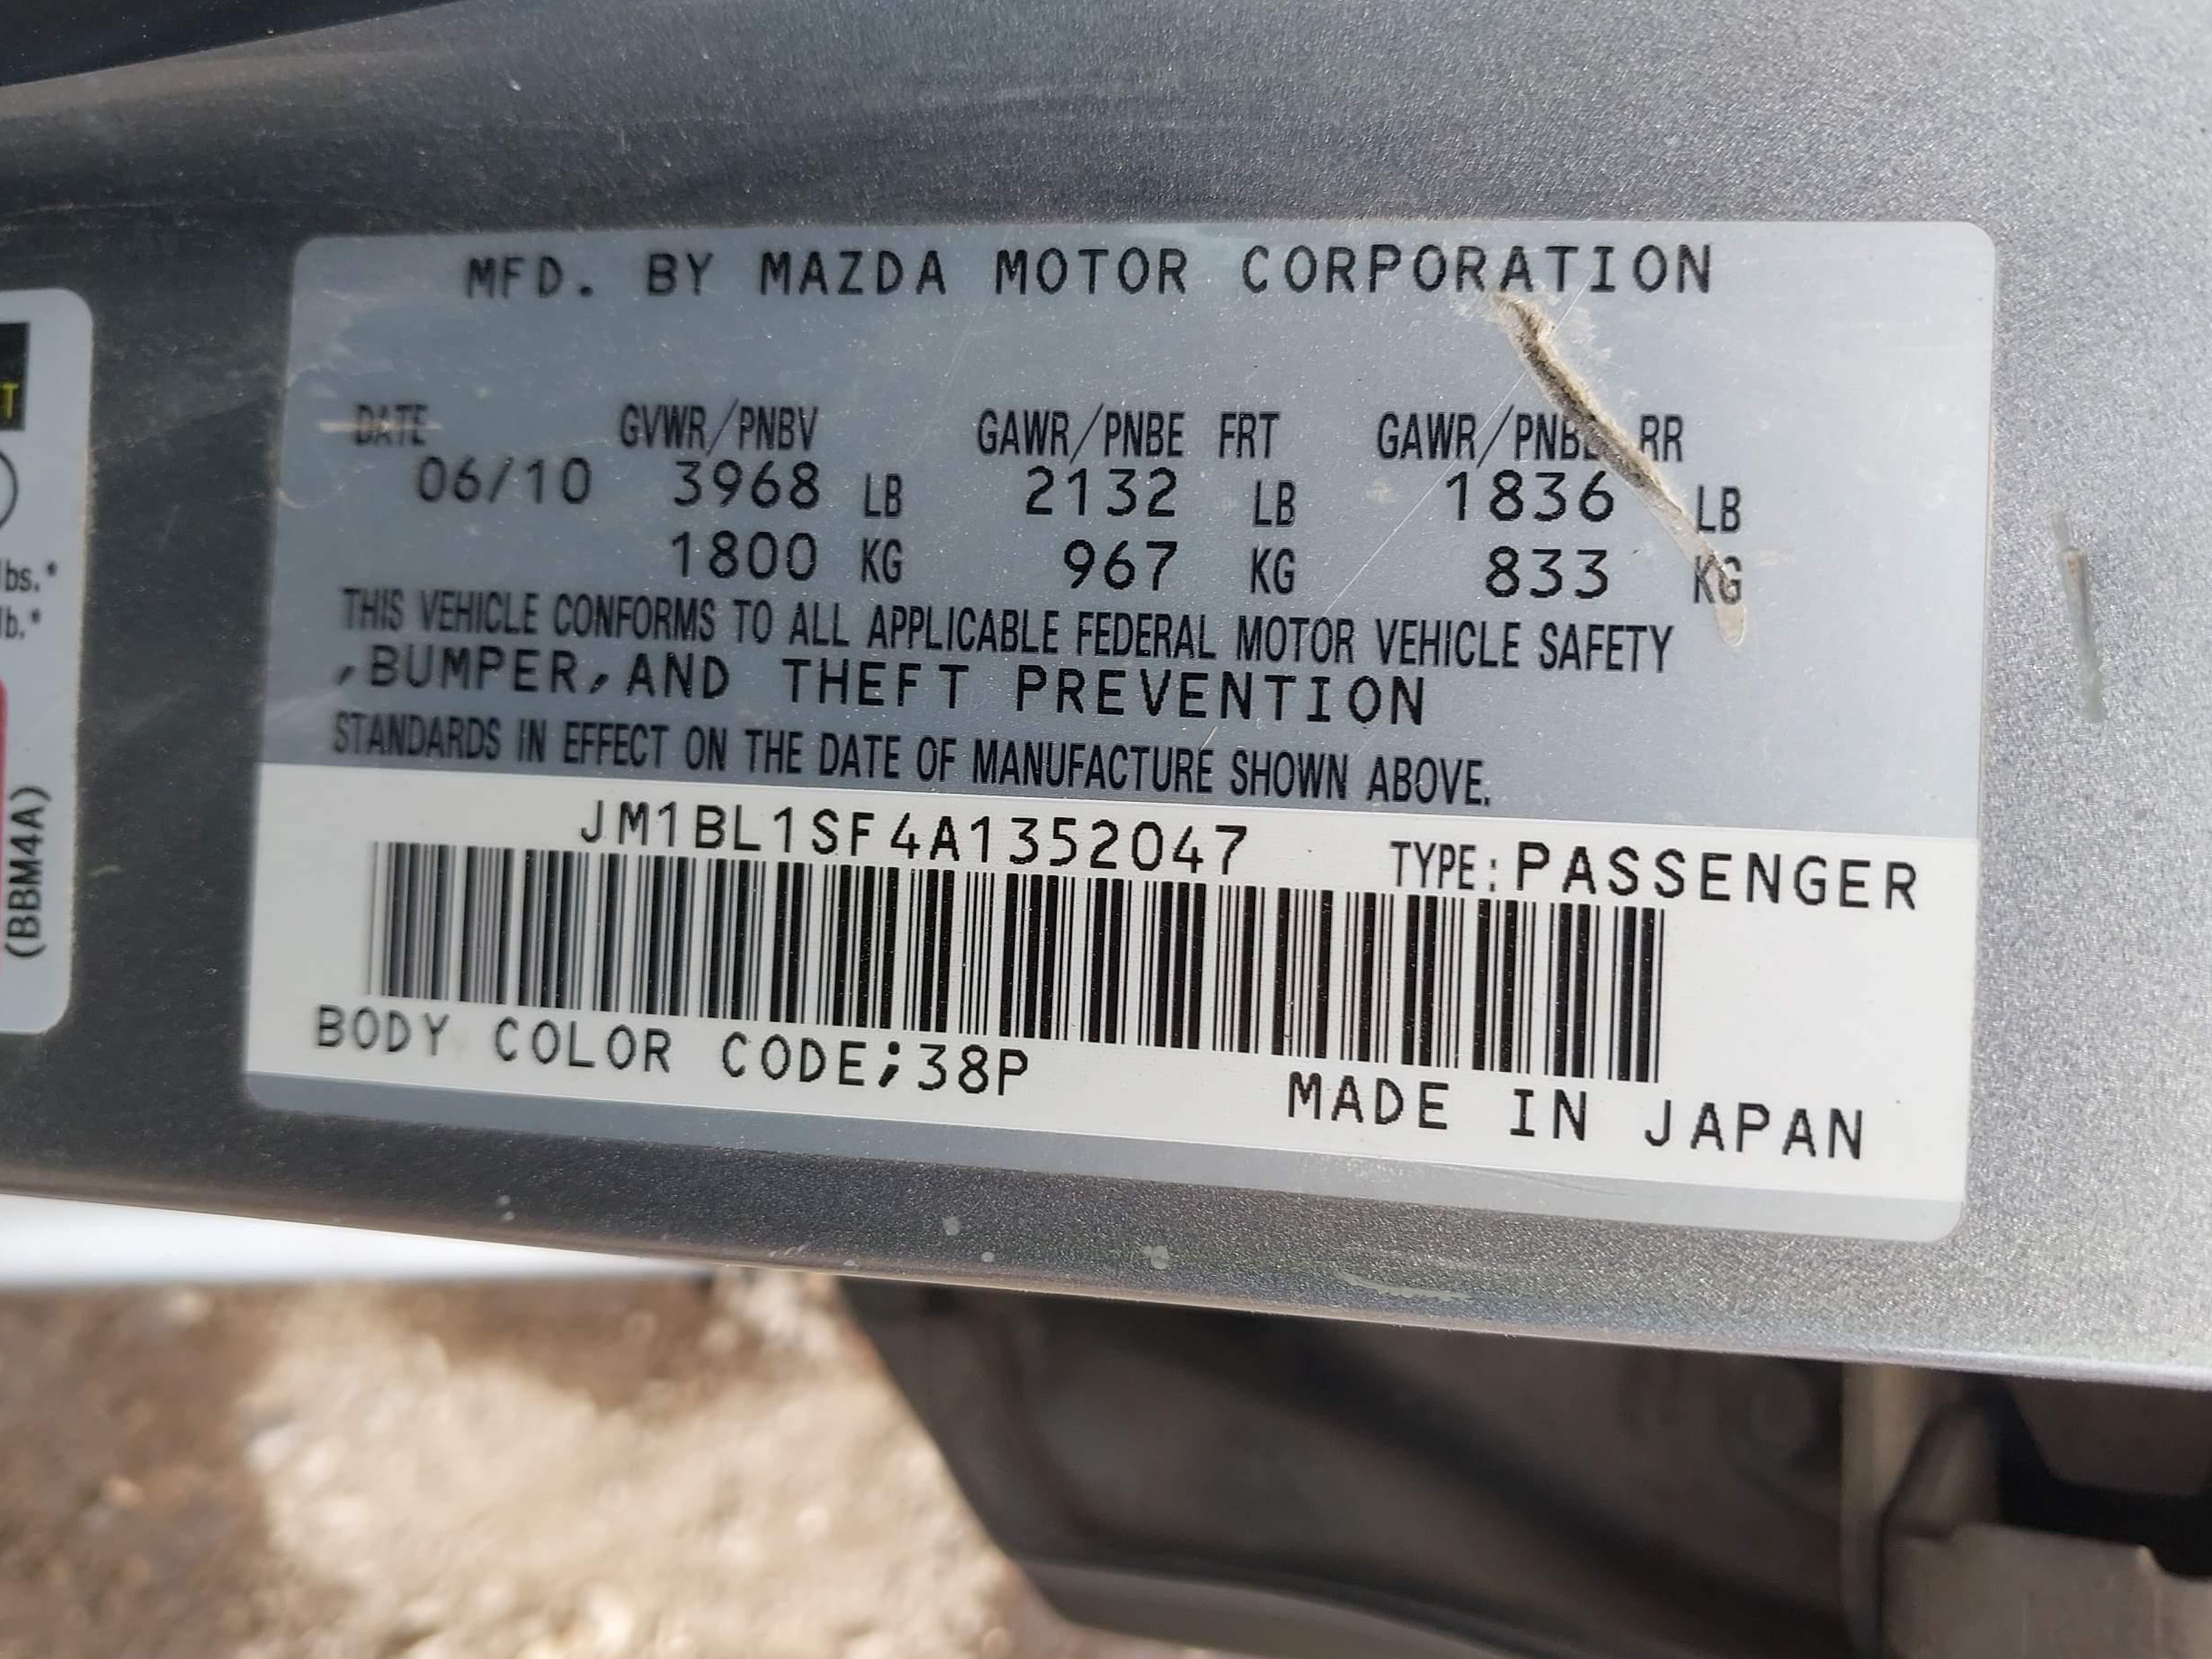 MFD. BY MAZDA MOTOR CORPORATION
DATE GVWR/PNBV GAWR/PNBE FRT GAWR/PNBE RR
06/10 3968 LB 2132 LB 1836 LB
1800 KG 967 KG 833 KG
THIS VEHICLE CONFORMS TO ALL APPLICABLE FEDERAL MOTOR VEHICLE SAFETY
,BUMPER,AND THEFT PREVENTION
STANDARDS IN EFFECT ON THE DATE OF MANUFACTURE SHOWN ABOVE.
JM1BL1SF4A1352047 TYPE:PASSENGER
BODY COLOR CODE;38P
MADE IN JAPAN
T
lbs.*
lb.*
(BBM4A)